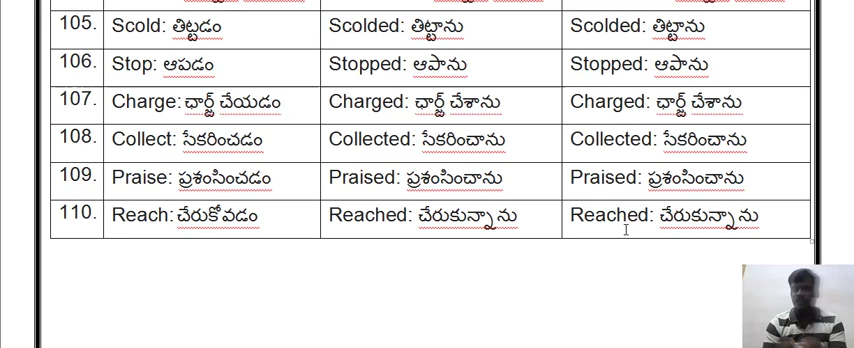 105. Scold: తిట్టడం Scolded: తిట్టాను Scolded: తిట్టాను
106. Stop: ఆపడం Stopped: ఆపాను Stopped: ఆపాను
107. Charge: ఛార్జ్ చేయడం Charged: ఛార్జ్ చేశాను Charged: ఛార్జ్ చేశాను
108. Collect: సేకరించడం Collected: సేకరించాను Collected: సేకరించాను
109. Praise: ప్రశంసించడం Praised: ప్రశంసించాను Praised: ప్రశంసించాను
110. Reach: చేరుకోవడం Reached: చేరుకున్నాను Reached: చేరుకున్నాను